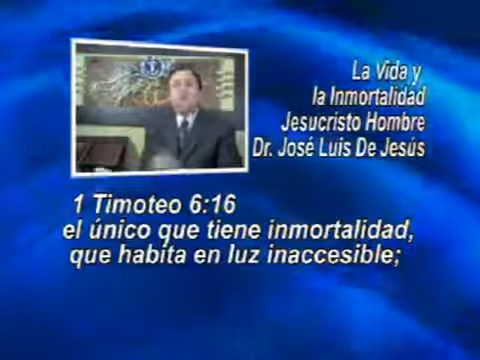 La Vida y
la Inmortalidad
Jesucristo Hombre
Dr. José Luis De Jesús
1 Timoteo 6:16
el único que tiene inmortalidad,
que habita en luz inaccesible;